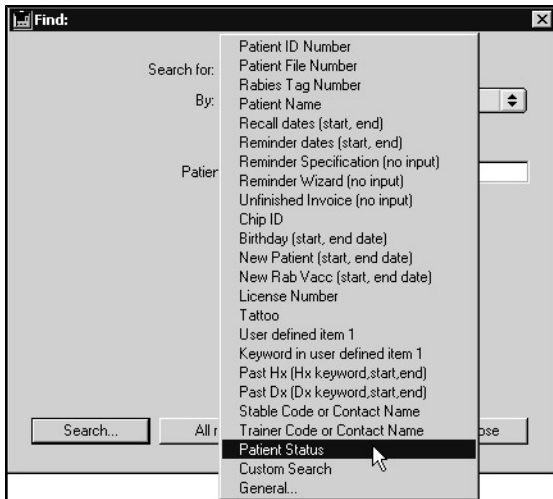 Find:
Search for:
By:
Patient ID Number
Patient File Number
Rabies Tag Number
Patient Name
Recall dates (start, end)
Reminder dates (start, end)
Reminder Specification (no input)
Reminder Wizard (no input)
Unfinished Invoice (no input)
Chip ID
Birthday (start, end date)
New Patient (start, end date)
New Rab Vacc (start, end date)
License Number
Tattoo
User defined item 1
Keyword in user defined item 1
Past Hx (Hx keyword,start,end)
Past Dx (Dx keyword,start,end)
Stable Code or Contact Name
Trainer Code or Contact Name
Patient Status
Custom Search
General...
Search...
All